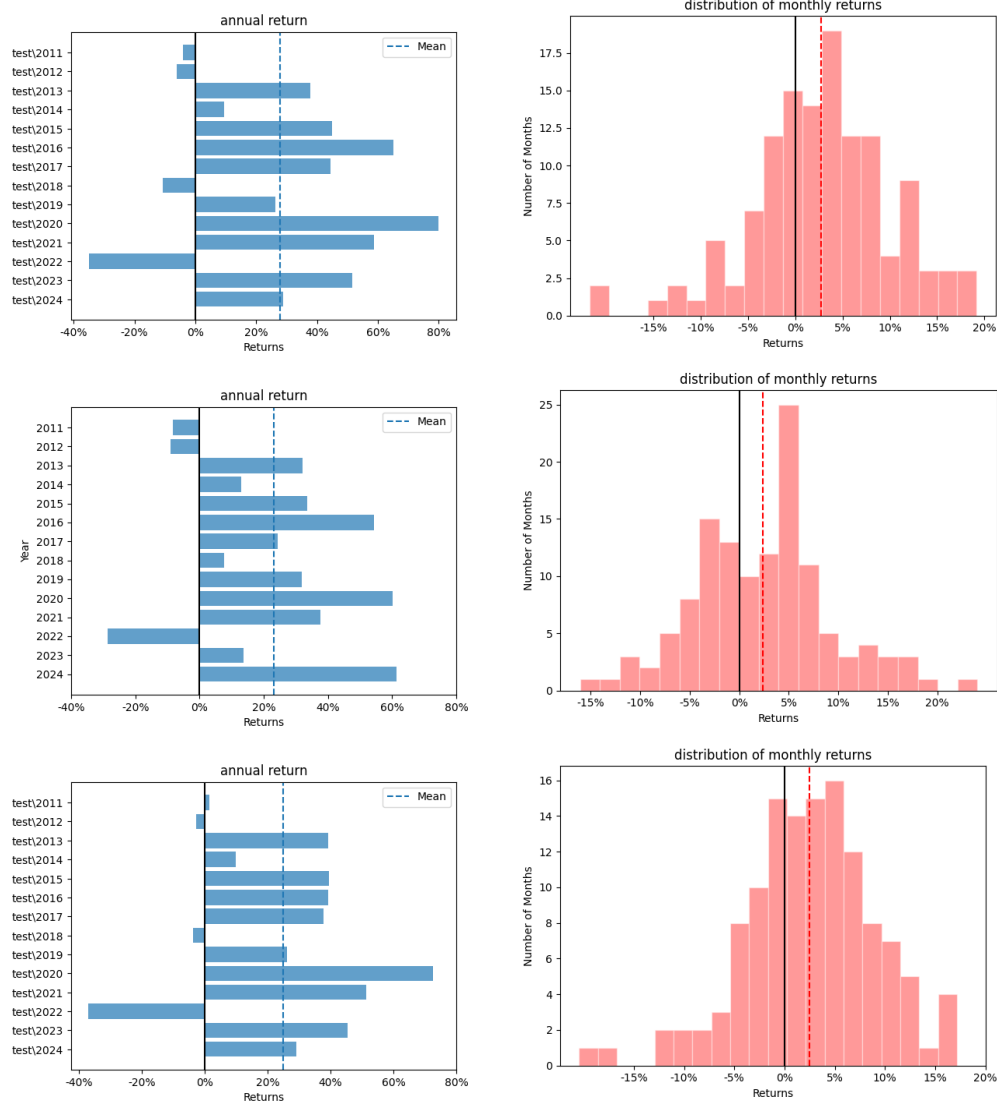 annual return
Mean
test\2011
test\2012
test\2013
test\2014
test\2015
test\2016
test\2017
test\2018
test\2019
test\2020
test\2021
test\2022
test\2023
test\2024
-40% -20% 0% 20% 40% 60% 80%
Returns
distribution of monthly returns
Number of Months
17.5
15.0
12.5
10.0
7.5
5.0
2.5
0.0
-15% -10% -5% 0% 5% 10% 15% 20%
Returns
annual return
Mean
Year
2011
2012
2013
2014
2015
2016
2017
2018
2019
2020
2021
2022
2023
2024
-40% -20% 0% 20% 40% 60% 80%
Returns
distribution of monthly returns
Number of Months
25
20
15
10
5
0
-15% -10% -5% 0% 5% 10% 15% 20%
Returns
annual return
Mean
test\2011
test\2012
test\2013
test\2014
test\2015
test\2016
test\2017
test\2018
test\2019
test\2020
test\2021
test\2022
test\2023
test\2024
-40% -20% 0% 20% 40% 60% 80%
Returns
distribution of monthly returns
Number of Months
16
14
12
10
8
6
4
2
0
-15% -10% -5% 0% 5% 10% 15% 20%
Returns